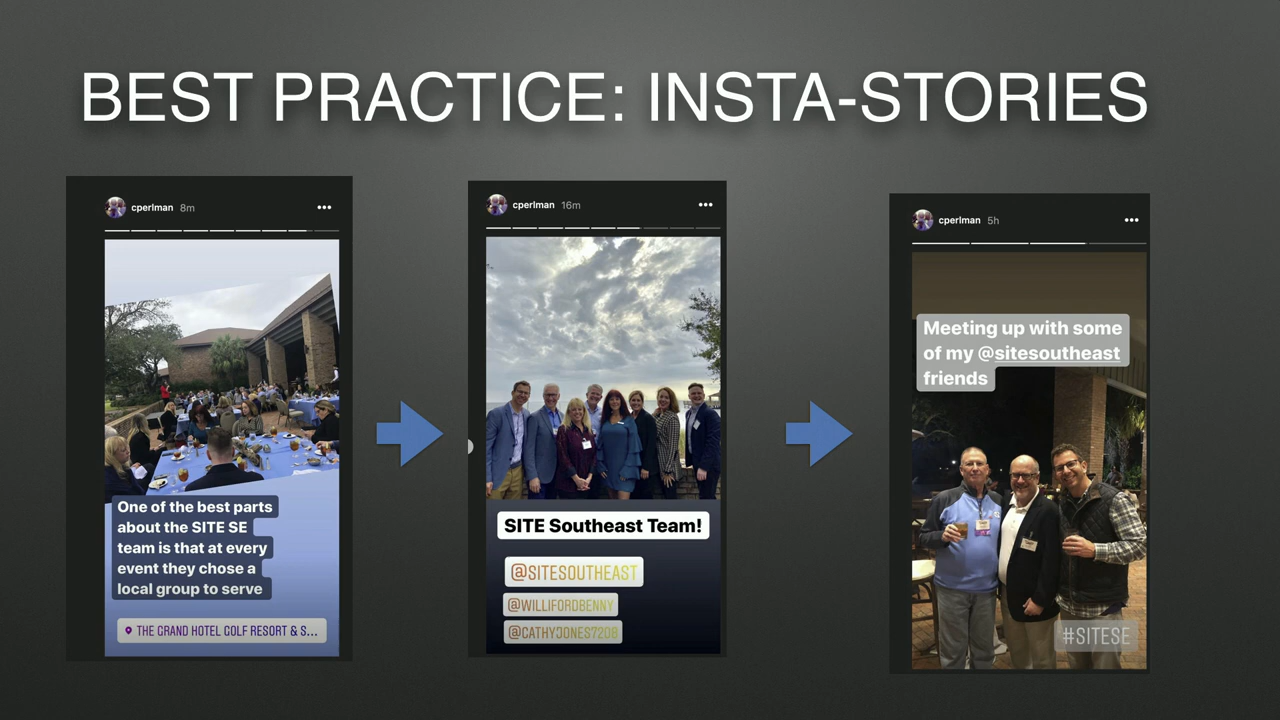 BEST PRACTICE: INSTA-STORIES
cperlman 8m
One of the best parts
about the SITE SE
team is that at every
event they chose a
local group to serve
THE GRAND HOTEL GOLF RESORT & S...
cperlman 16m
SITE Southeast Team!
@SITESOUTHEAST
@WILLIFORDBENNY
@CATHYJONES7208
cperlman 5h
Meeting up with some
of my @sitesoutheast
friends
#SITESE